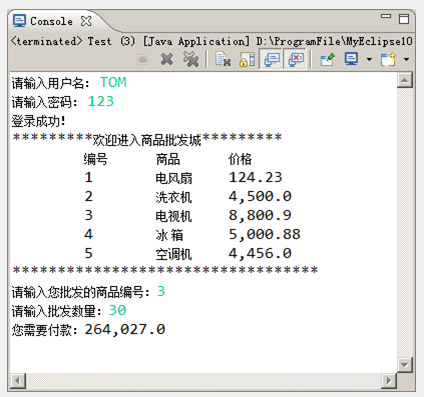 Console
<terminated> Test (3) [Java Application] D:\ProgramFile\MyEclipse10
请输入用户名: TOM
请输入密码: 123
登录成功!
*********欢迎进入商品批发城*********
编号 商品 价格
1 电风扇 124.23
2 洗衣机 4,500.0
3 电视机 8,800.9
4 冰箱 5,000.88
5 空调机 4,456.0
**********************************
请输入您批发的商品编号: 3
请输入批发数量: 30
您需要付款: 264,027.0